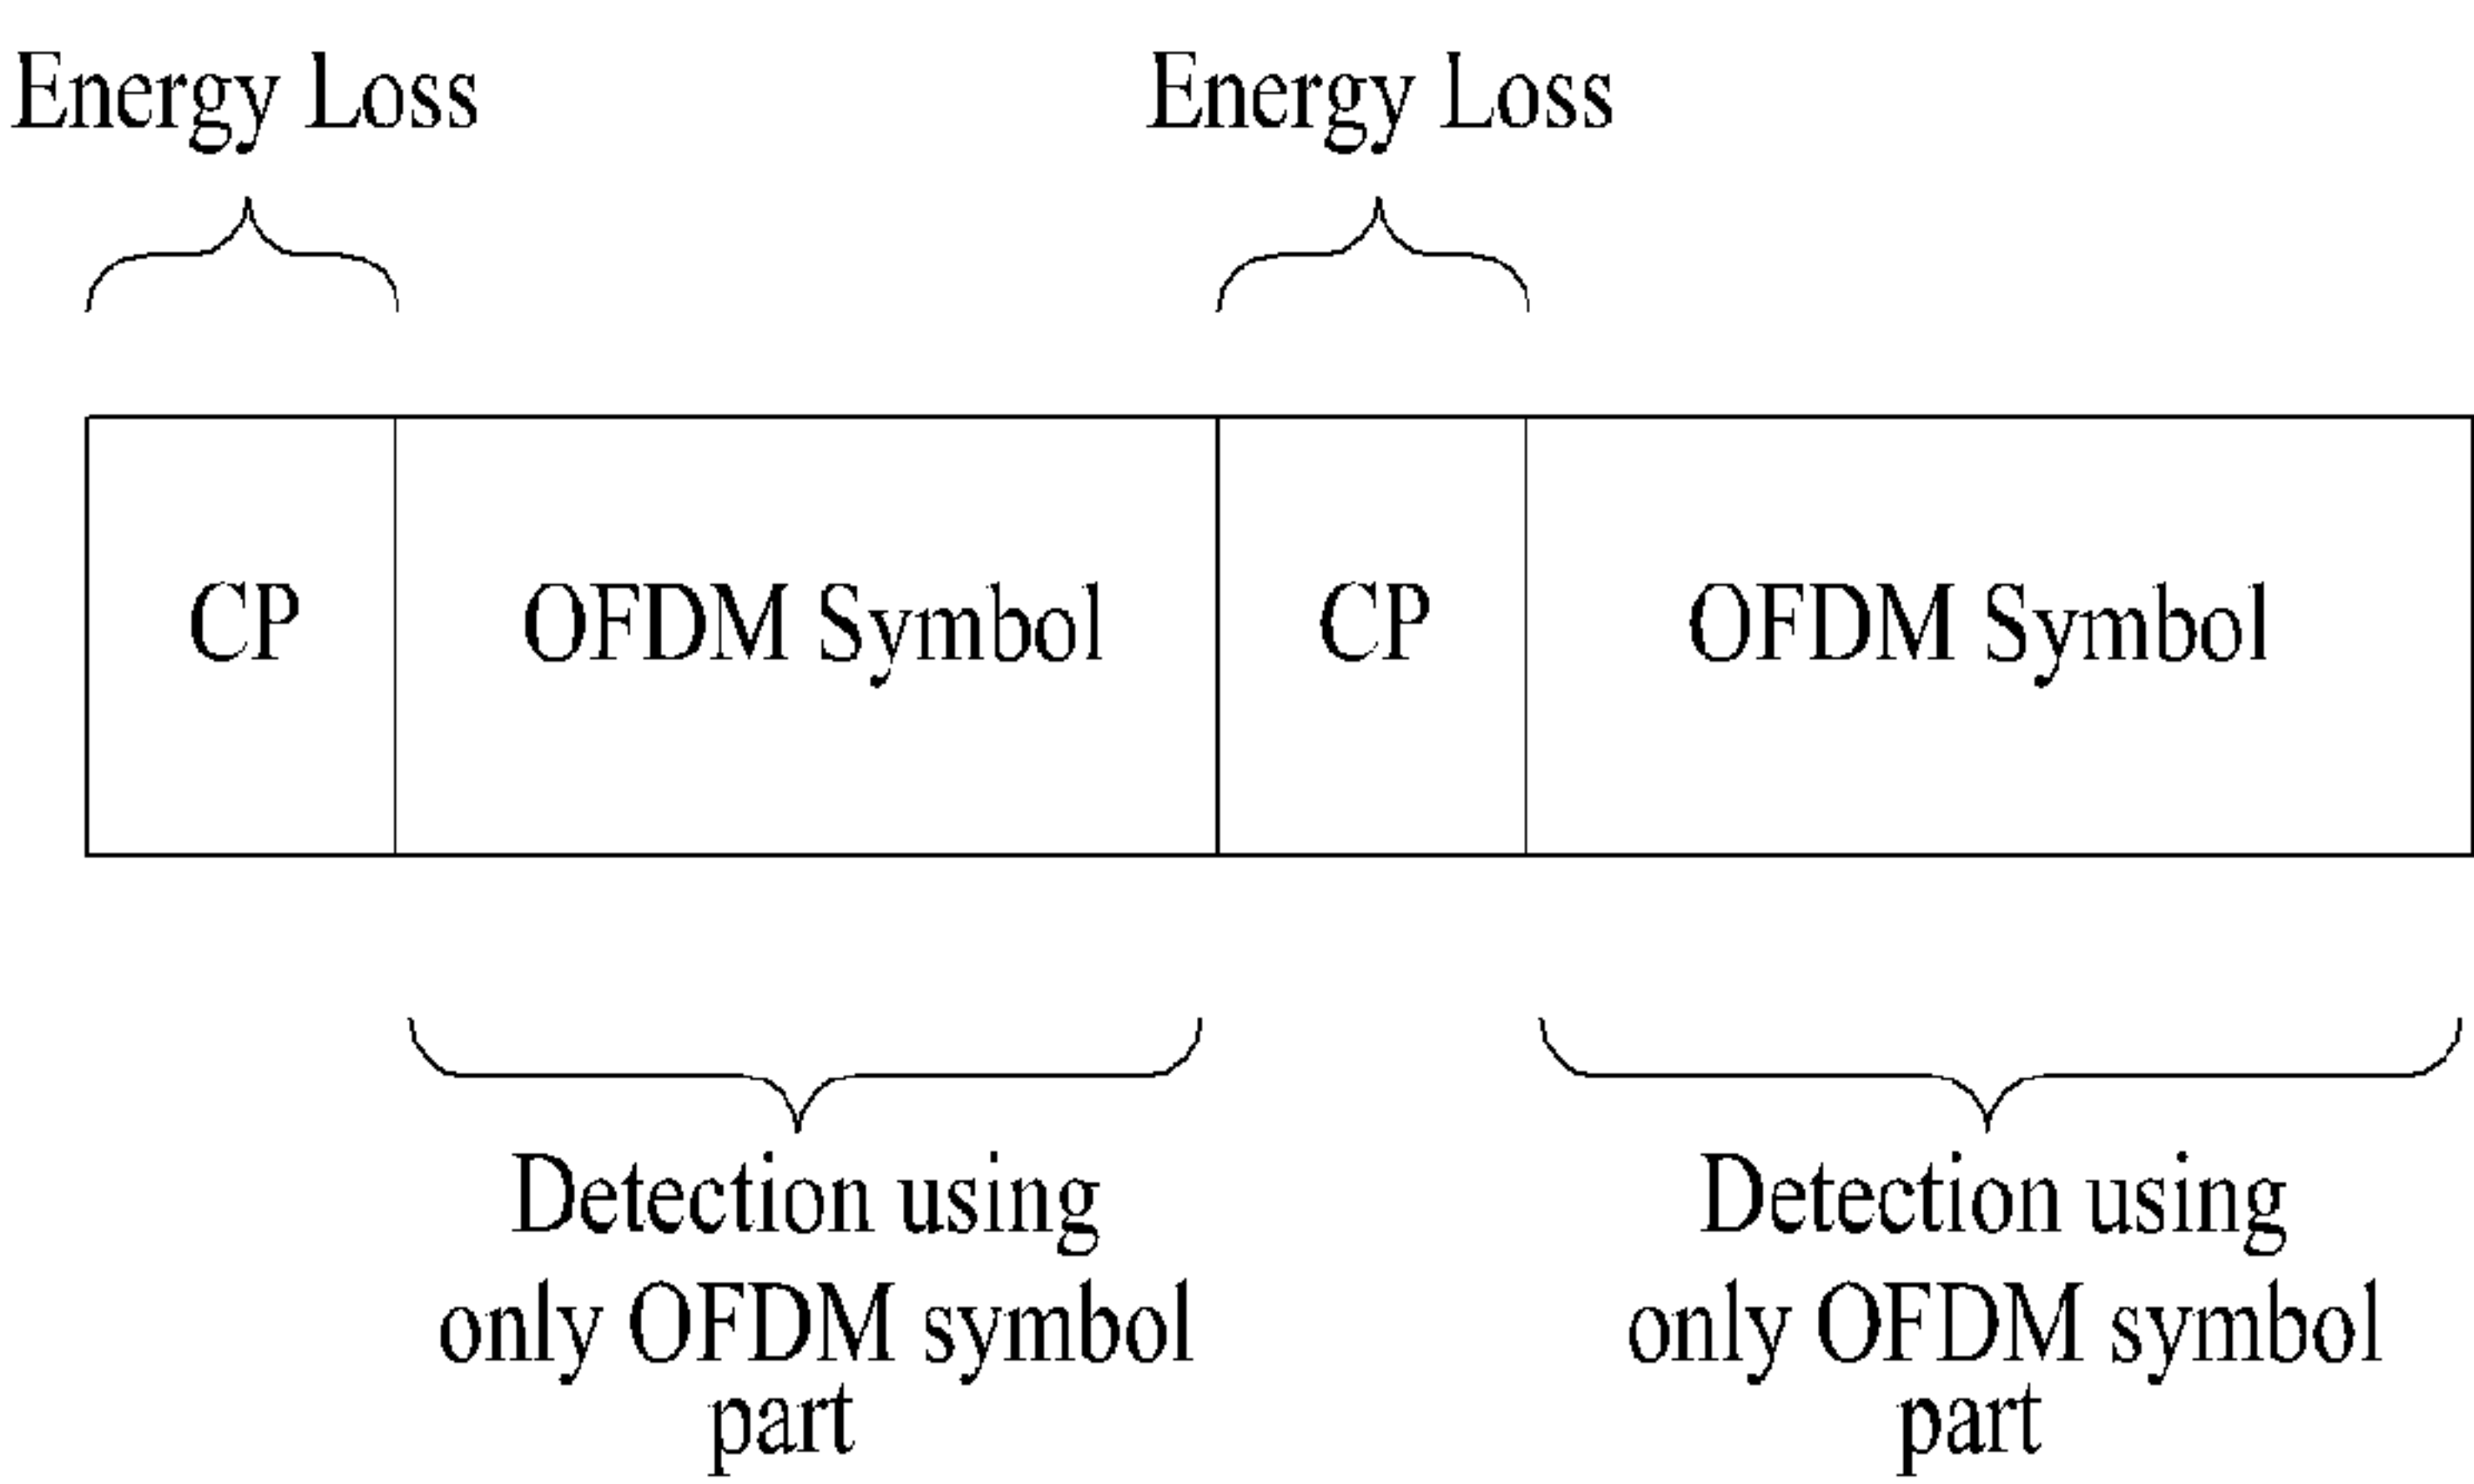 Energy Loss
Energy Loss
CP
OFDM Symbol
CP
OFDM Symbol
Detection using
only OFDM symbol
part
Detection using
only OFDM symbol
part